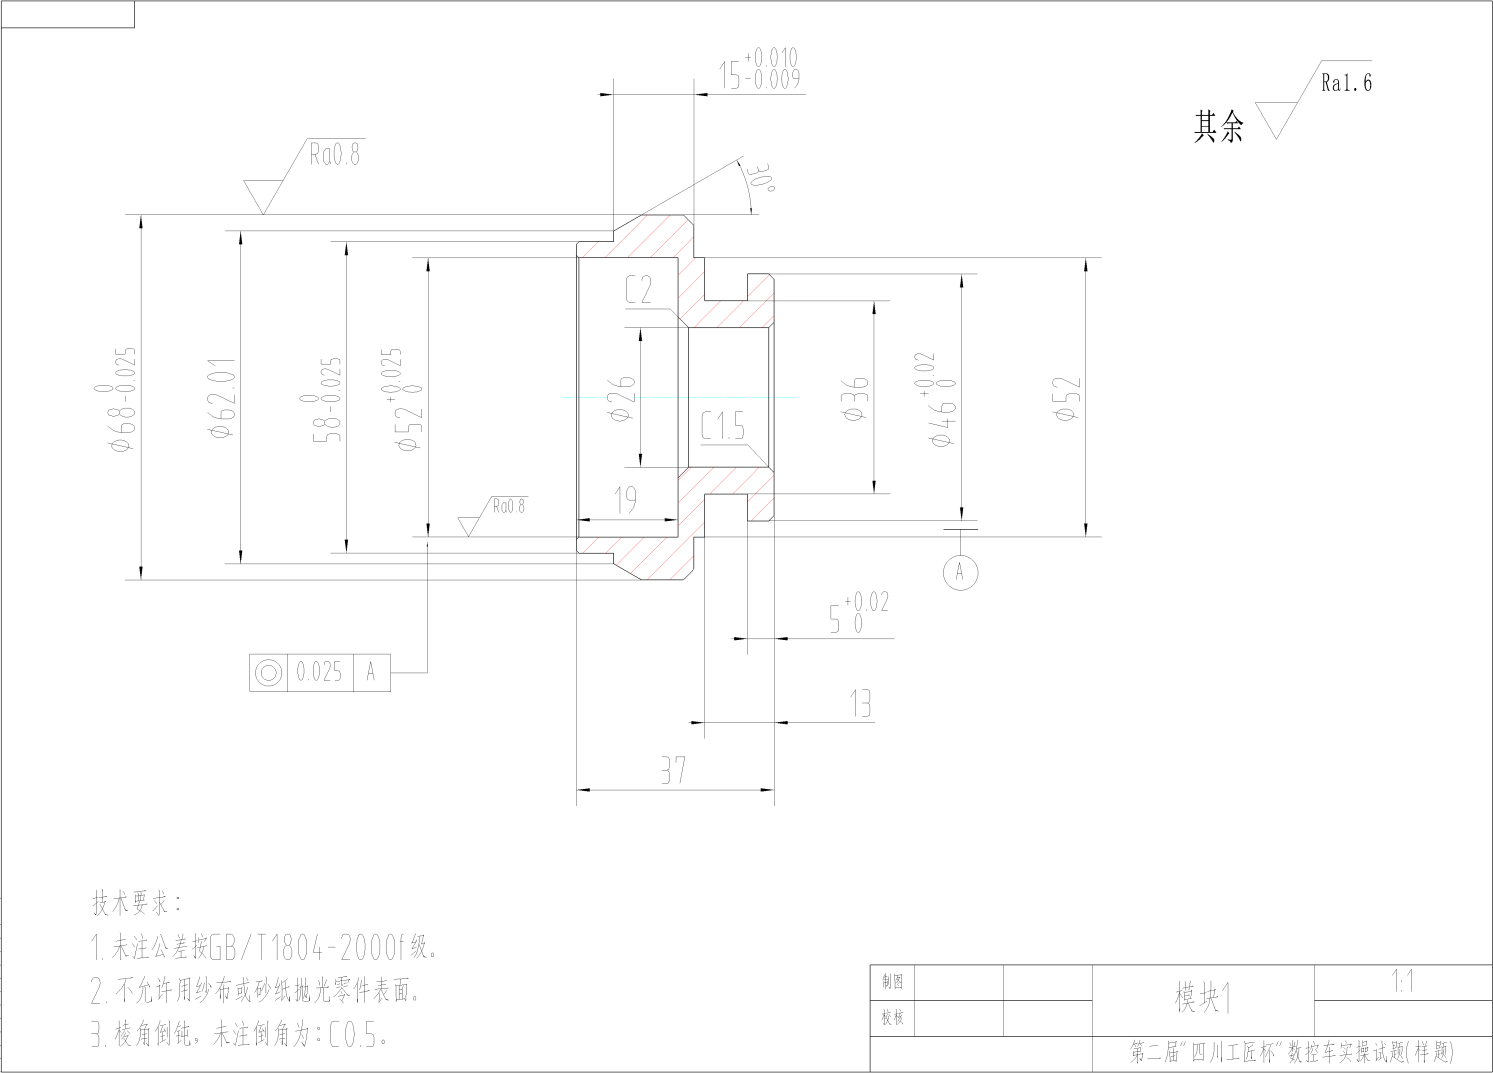 15 +0.010 -0.009
Ra1.6
其余
Ra0.8
30°
C2
φ68 0 -0.025
φ62.01
58 0 -0.025
φ52 +0.025 0
φ26
φ36
φ46 +0.02 0
φ52
C1.5
19
Ra0.8
A
5 +0.02 0
0.025 A
13
37
技术要求：
1.未注公差按GB/T1804-2000f级。
2.不允许用纱布或砂纸抛光零件表面。
3.棱角倒钝。未注倒角为：C0.5。
制图
模块1
1:1
校核
第二届"四川工匠杯"数控车实操试题(样题)